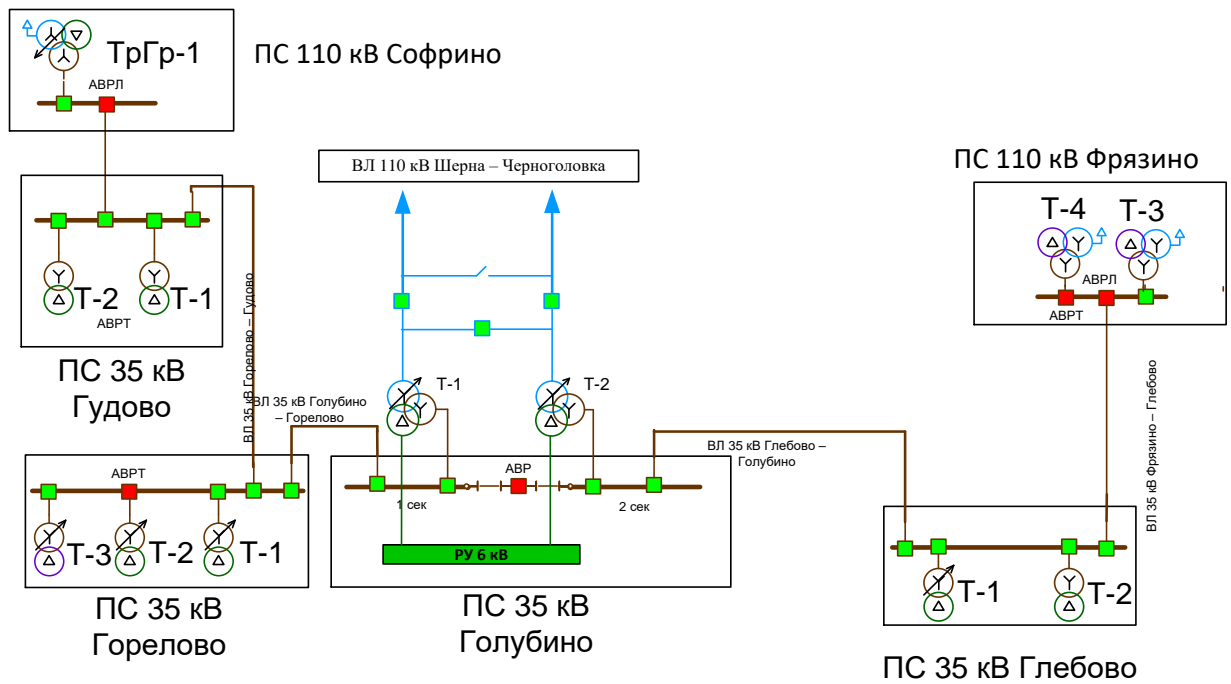 ТрГр-1
ПС 110 кВ Софрино
АВРЛ
ВЛ 110 кВ Шерна – Черноголовка
ПС 110 кВ Фрязино
Т-4
Т-3
АВРЛ
АВРТ
Т-2
Т-1
АВРТ
ПС 35 кВ
Гудово
ВЛ 35 кВ Горелово – Гудово
ВЛ 35 кВ Голубино
– Горелово
Т-1
Т-2
ВЛ 35 кВ Глебово –
Голубино
ВЛ 35 кВ Фрязино – Глебово
АВРТ
Т-3
Т-2
Т-1
ПС 35 кВ
Горелово
АВР
1 сек
2 сек
РУ 6 кВ
ПС 35 кВ
Голубино
Т-1
Т-2
ПС 35 кВ Глебово